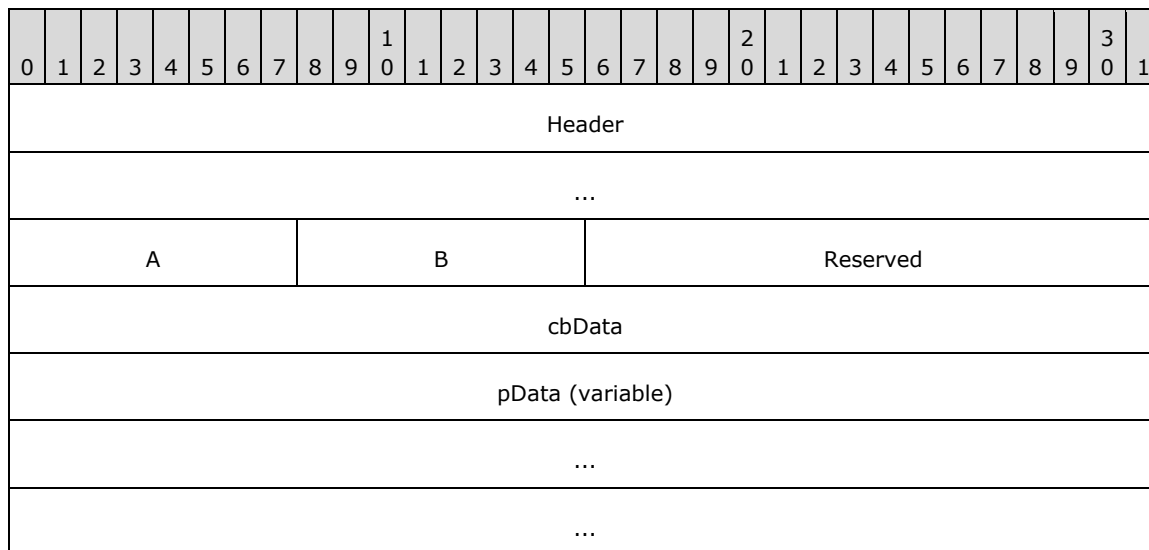 1 2 3
0 1 2 3 4 5 6 7 8 9 0 1 2 3 4 5 6 7 8 9 0 1 2 3 4 5 6 7 8 9 0 1
Header
...
A B Reserved
cbData
pData (variable)
...
...